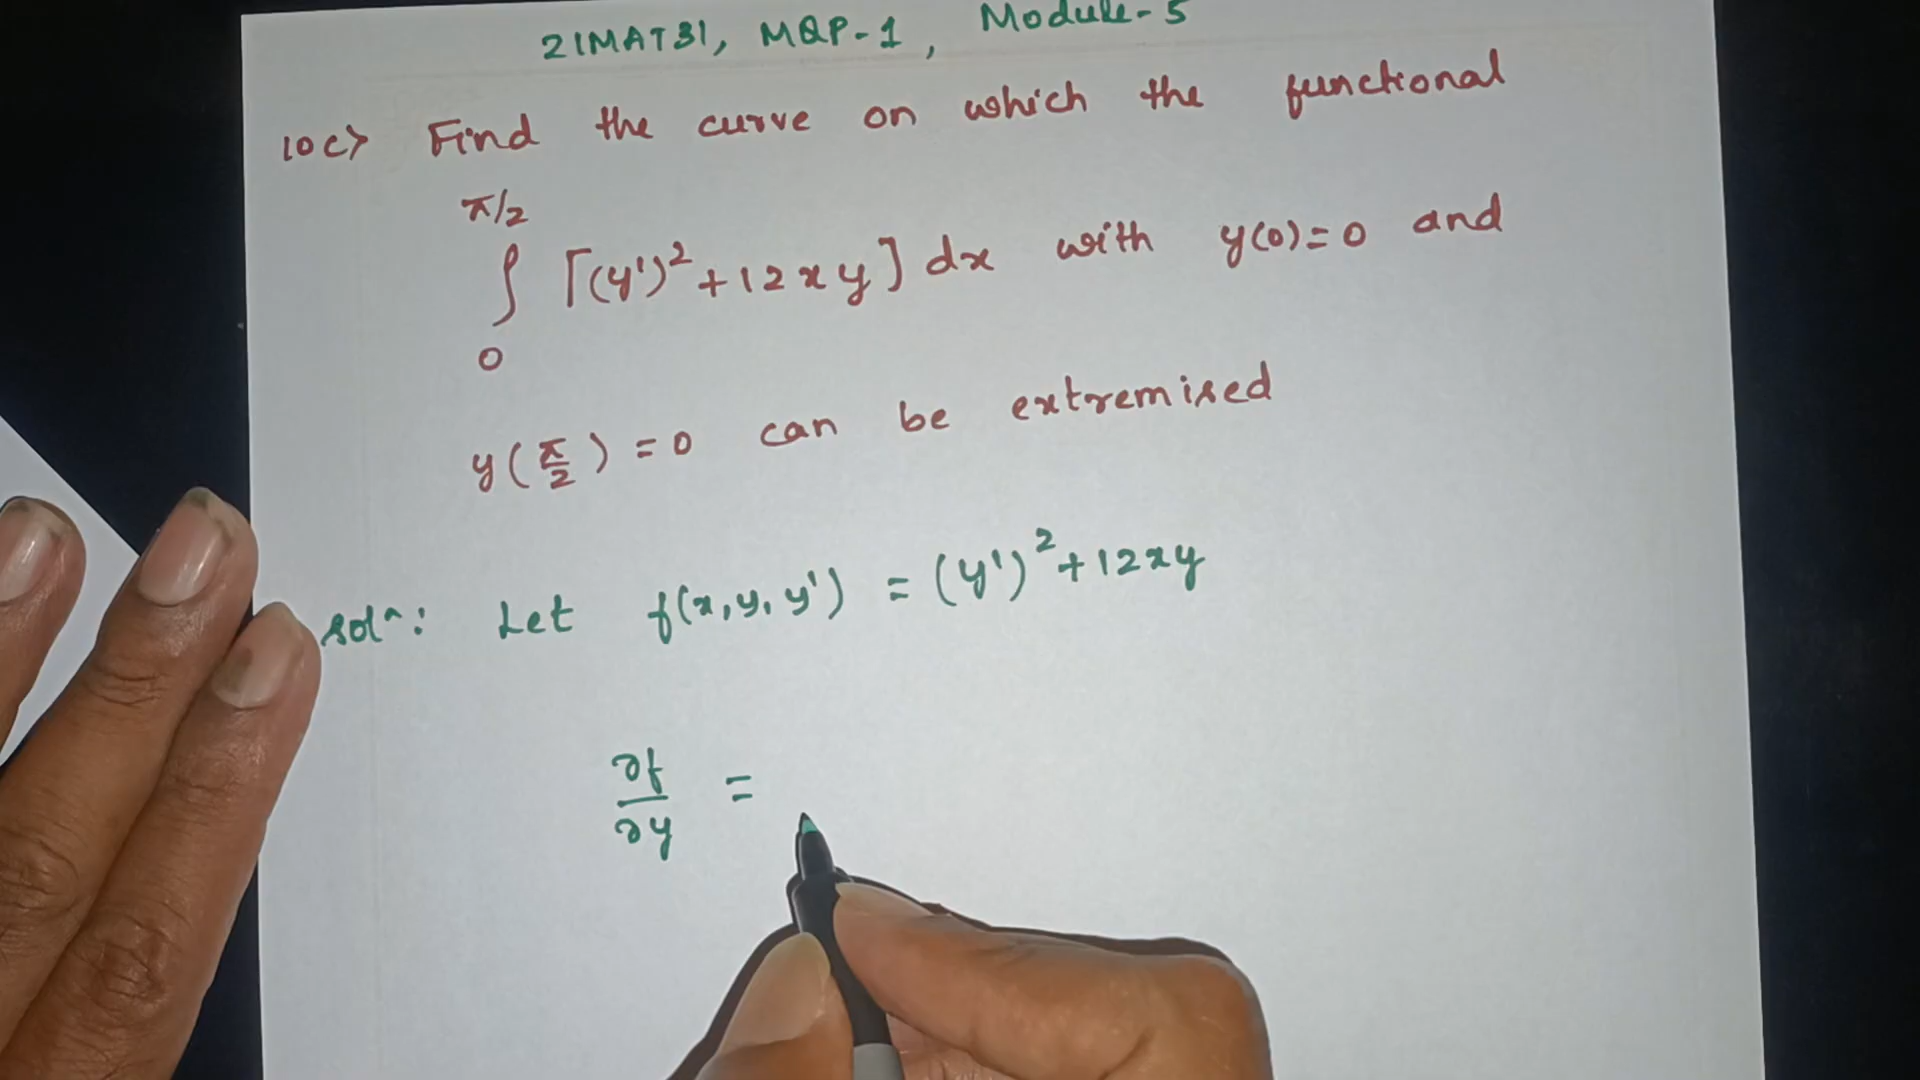 21MAT31, MQP-1, Module-5
10c> Find the curve on which the functional
π/2
∫ [(y')²+12xy] dx with y(0)=0 and
0
y(π/2)=0 can be extremised
soln: Let f(x,y,y') = (y')²+12xy
∂f/∂y =